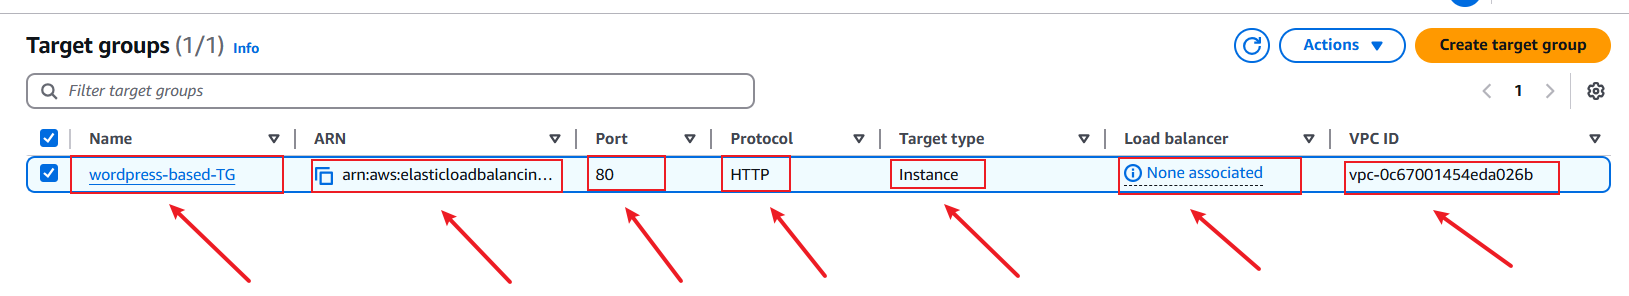 Target groups (1/1) Info
Actions
Create target group
Filter target groups
1
Name ARN Port Protocol Target type Load balancer VPC ID
wordpress-based-TG arn:aws:elasticloadbalancin... 80 HTTP Instance None associated vpc-0c67001454eda026b